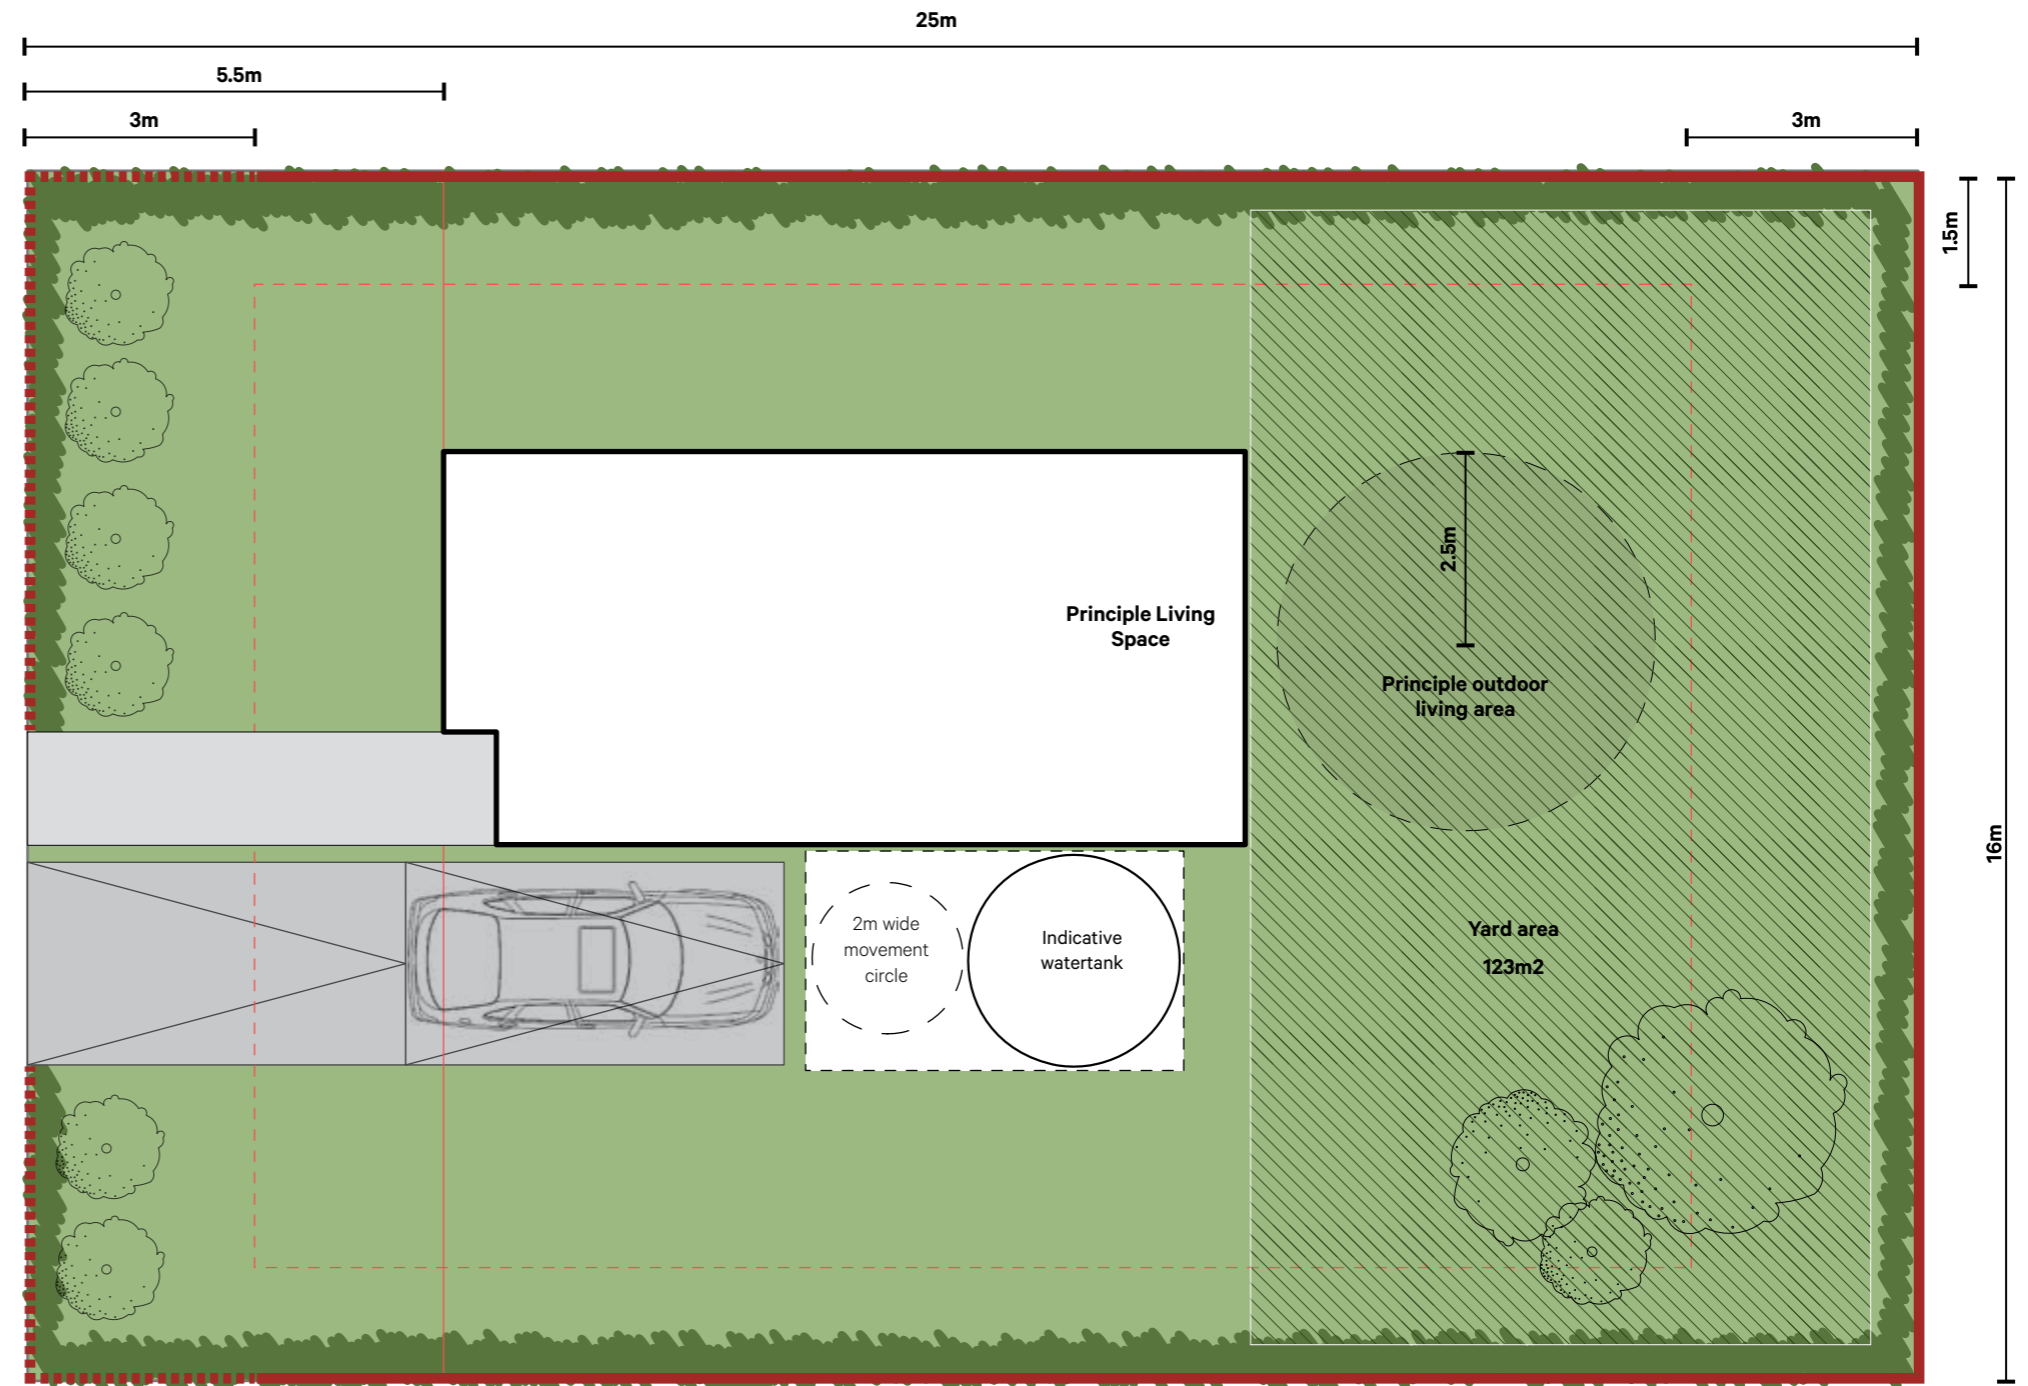 25m
5.5m
3m
3m
1.5m
16m
Principle Living
Space
2.5m
Principle outdoor
living area
Yard area
123m2
2m wide
movement
circle
Indicative
watertank